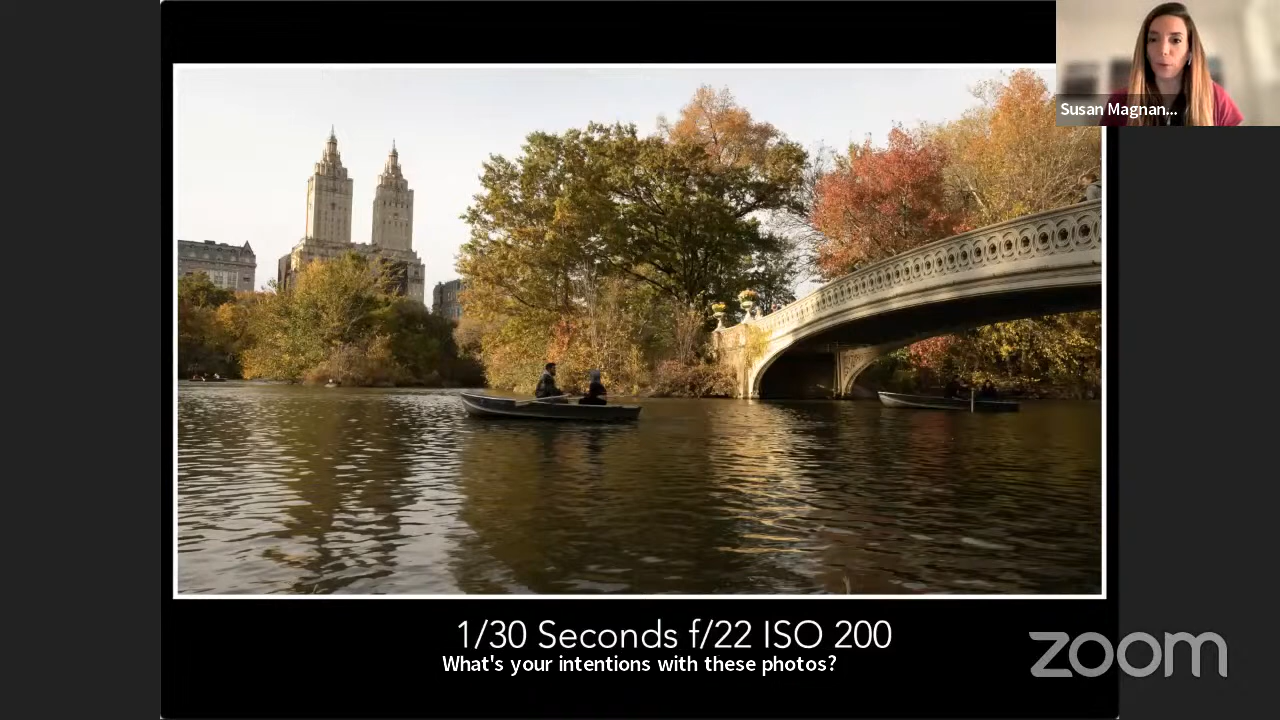 Susan Magnan...
1/30 Seconds f/22 ISO 200
What's your intentions with these photos?
zoom